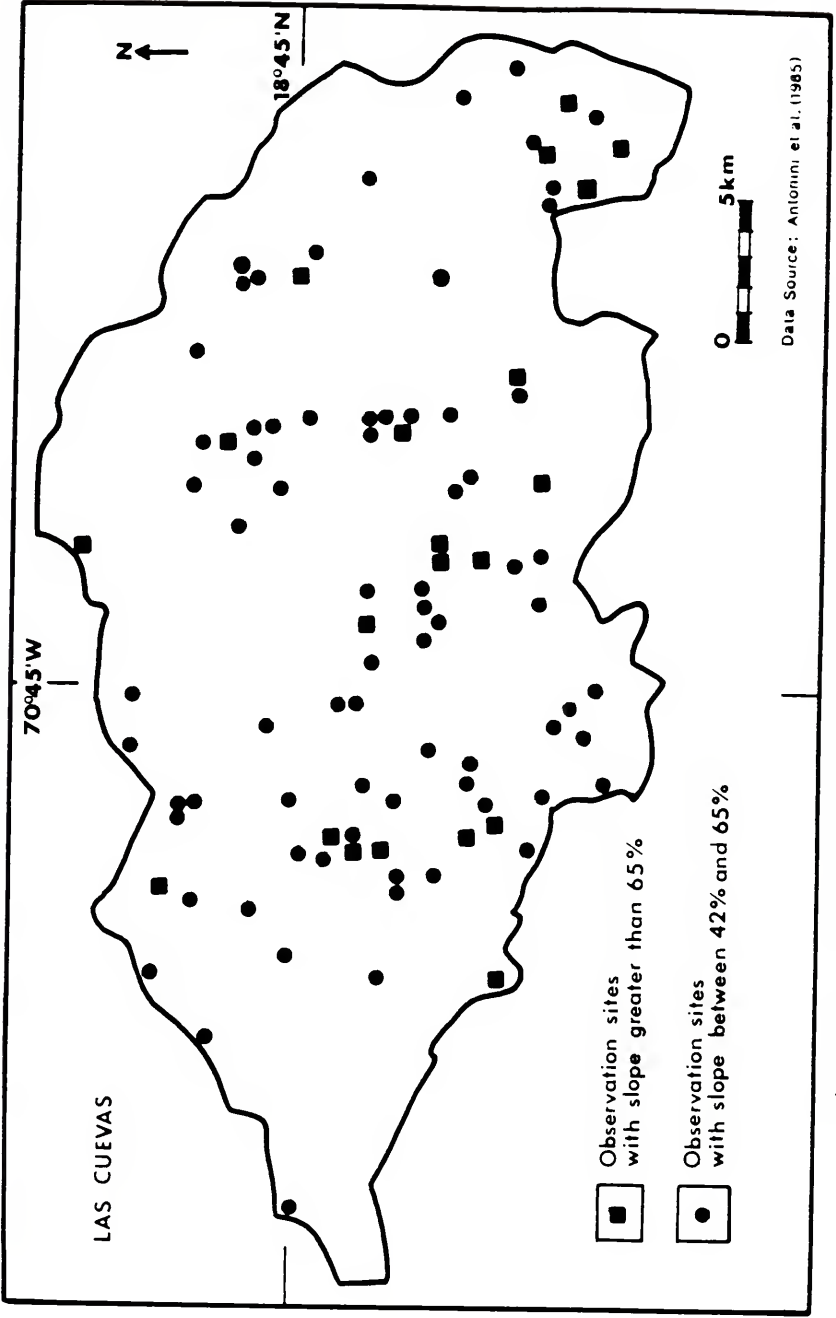 LAS CUEVAS
70°45'W
N
18°45'N
Observation sites
with slope greater than 65%
Observation sites
with slope between 42% and 65%
0 5km
Data Source: Antonini et al. (1985)